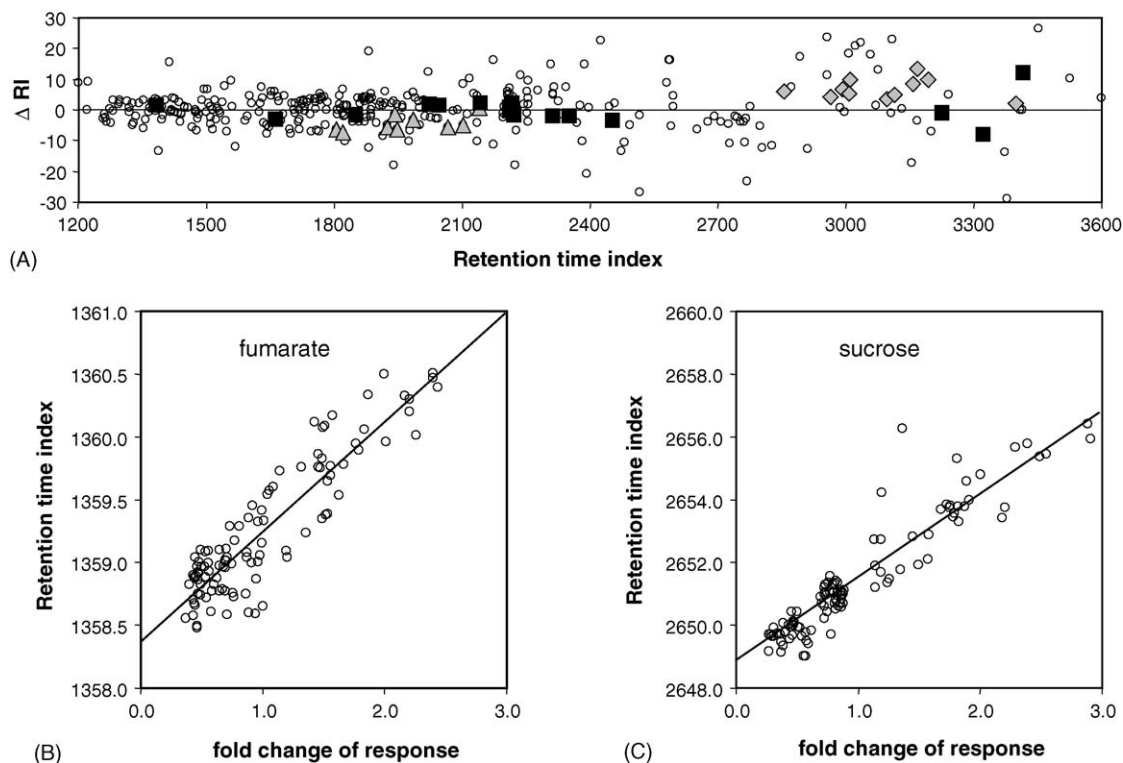 30
20
10
0
-10
-20
-30
Δ RI
1200 1500 1800 2100 2400 2700 3000 3300 3600
(A) Retention time index
1361.0
1360.5
1360.0
1359.5
1359.0
1358.5
1358.0
Retention time index
fumarate
0.0 1.0 2.0 3.0
(B) fold change of response
2660.0
2658.0
2656.0
2654.0
2652.0
2650.0
2648.0
Retention time index
sucrose
0.0 1.0 2.0 3.0
(C) fold change of response